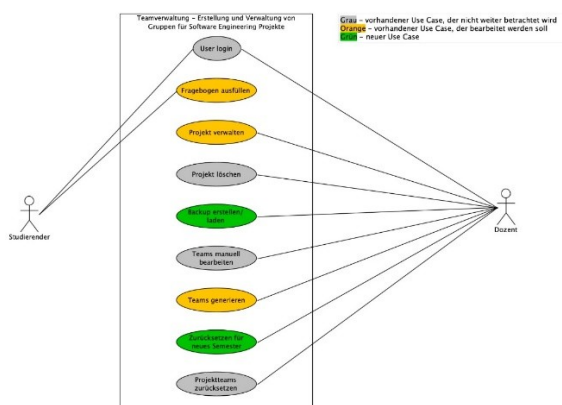 Teamverwaltung – Erstellung und Verwaltung von
Gruppen für Software Engineering Projekte
Grau – vorhandener Use Case, der nicht weiter betrachtet wird
Orange – vorhandener Use Case, der bearbeitet werden soll
Grün – neuer Use Case
User login
Fragebogen ausfüllen
Projekt verwalten
Projekt löschen
Backup erstellen/
laden
Teams manuell
bearbeiten
Teams generieren
Zurücksetzen für
neues Semester
Projektteams
zurücksetzen
Studierender
Dozent